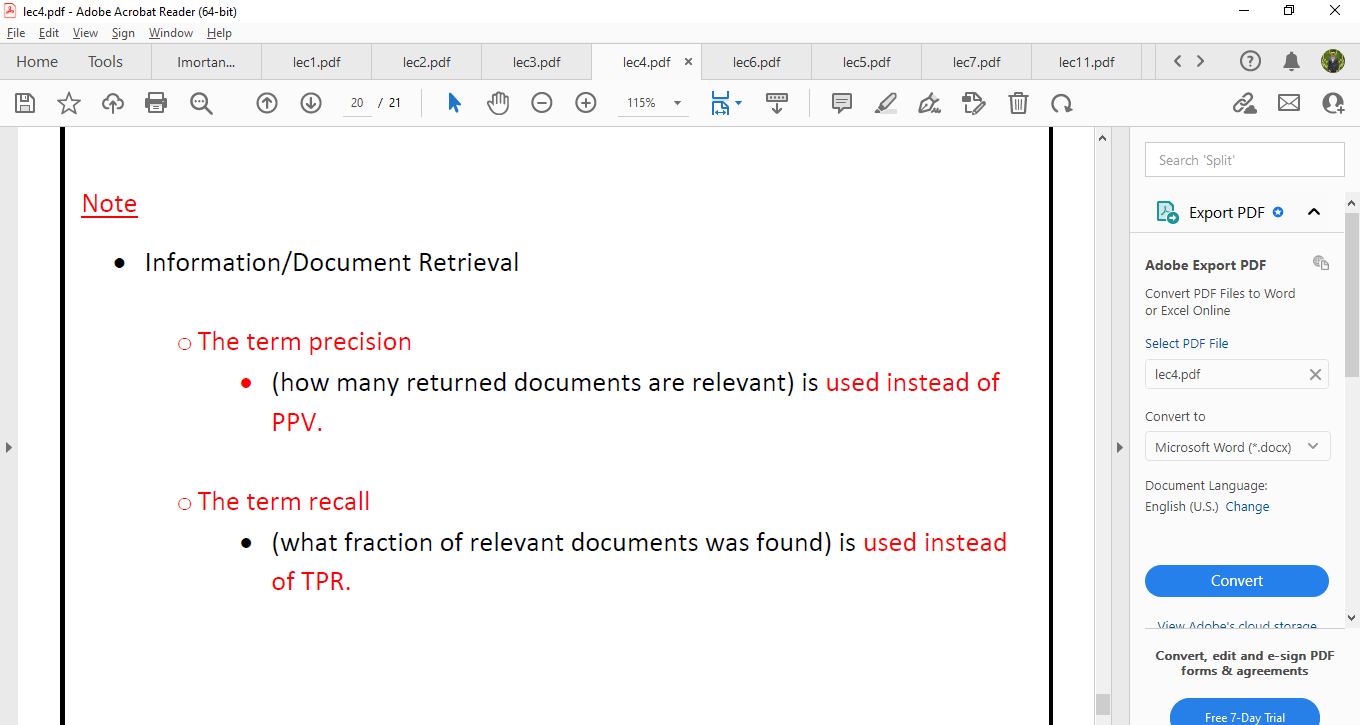 lec4.pdf - Adobe Acrobat Reader (64-bit)
File Edit View Sign Window Help
Home Tools Imortan... lec1.pdf lec2.pdf lec3.pdf lec4.pdf × lec6.pdf lec5.pdf lec7.pdf lec11.pdf
20 / 21 115%
Note
• Information/Document Retrieval
○ The term precision
• (how many returned documents are relevant) is used instead of
PPV.
○ The term recall
• (what fraction of relevant documents was found) is used instead
of TPR.
Search 'Split'
Export PDF
Adobe Export PDF
Convert PDF Files to Word
or Excel Online
Select PDF File
lec4.pdf
Convert to
Microsoft Word (*.docx)
Document Language:
English (U.S.) Change
Convert
View Adobe's cloud storage
Convert, edit and e-sign PDF
forms & agreements
Free 7-Day Trial